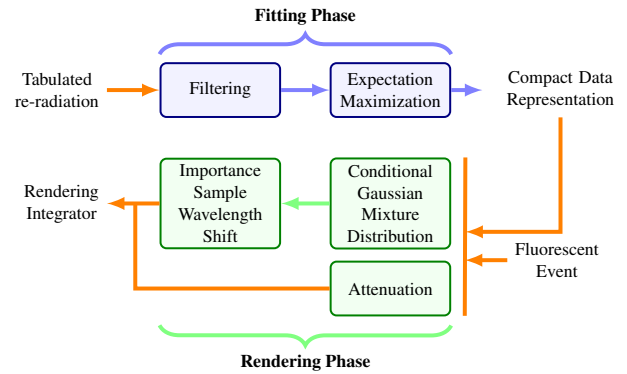 Fitting Phase
Tabulated
re-radiation
Filtering
Expectation
Maximization
Compact Data
Representation
Rendering
Integrator
Importance
Sample
Wavelength
Shift
Conditional
Gaussian
Mixture
Distribution
Fluorescent
Event
Attenuation
Rendering Phase